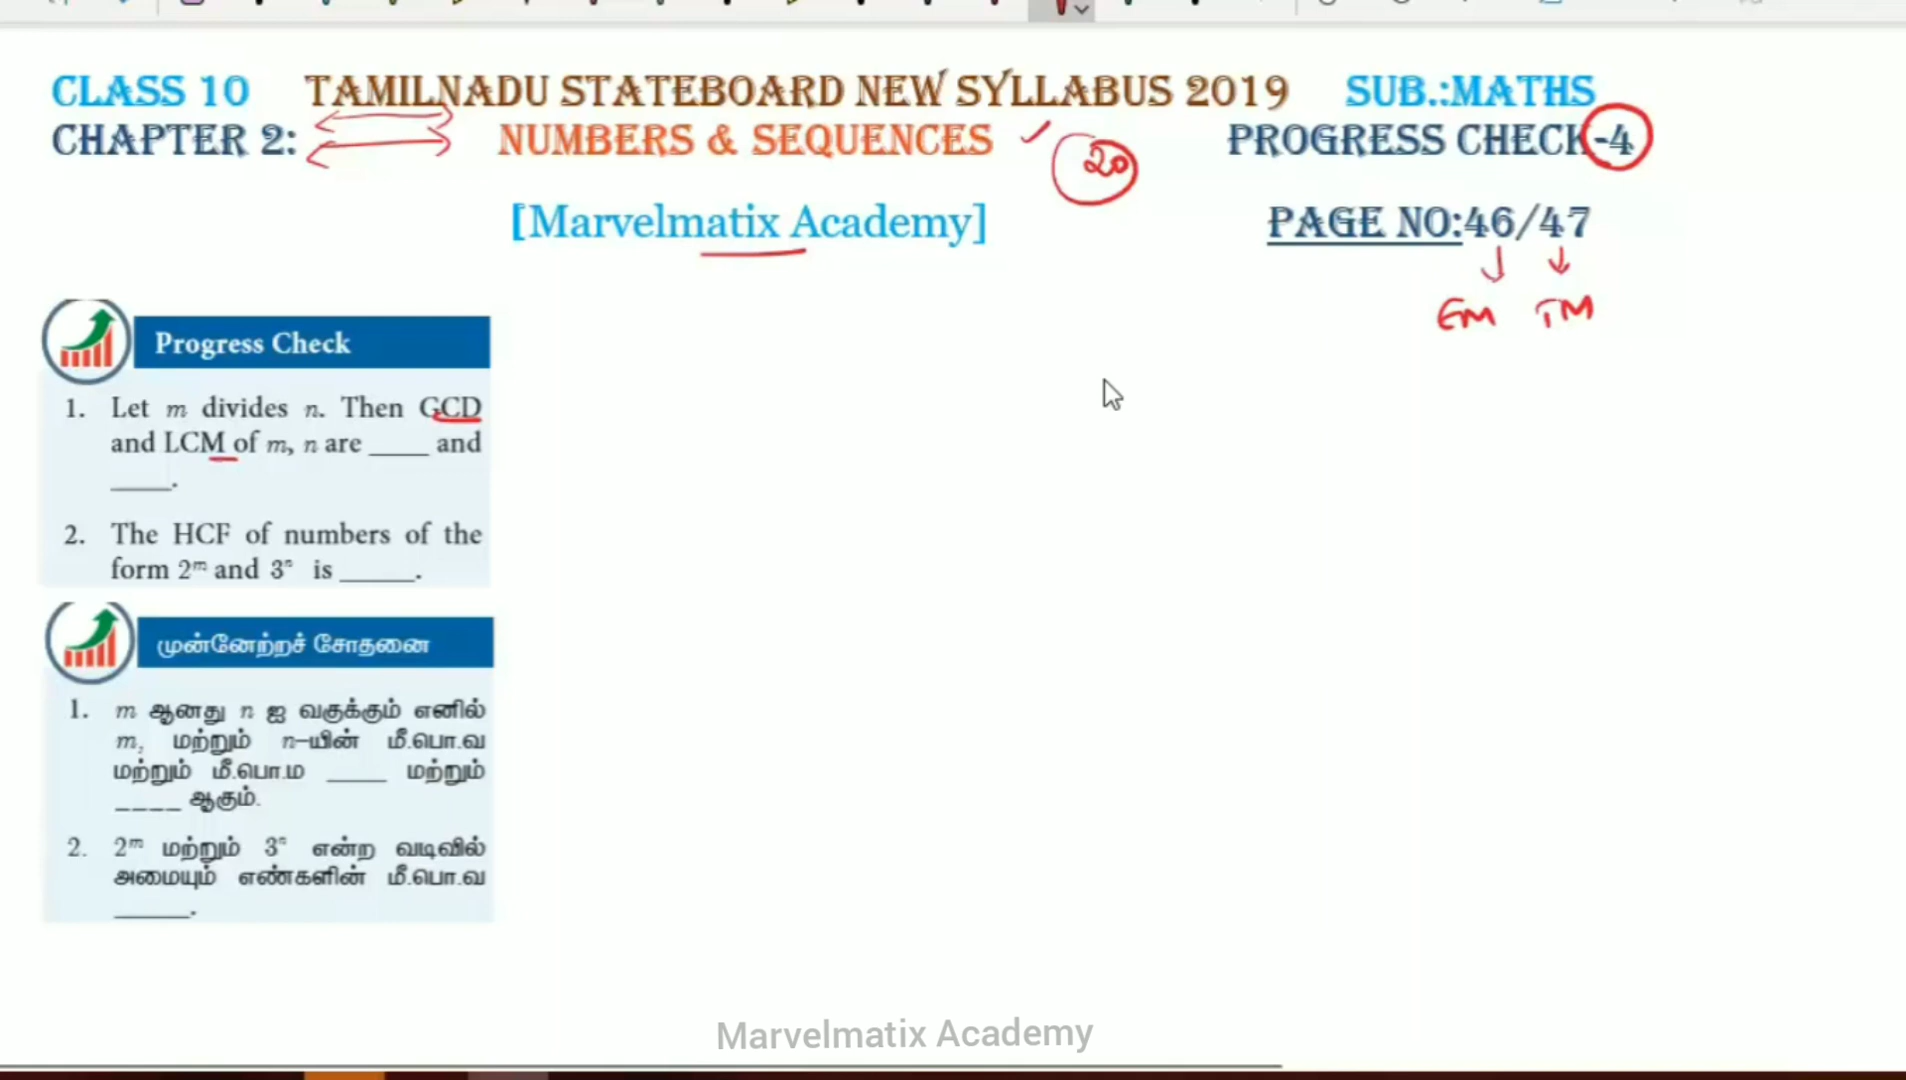 CLASS 10 TAMILNADU STATEBOARD NEW SYLLABUS 2019 SUB.:MATHS
CHAPTER 2: NUMBERS & SEQUENCES PROGRESS CHECK-4
20
[Marvelmatix Academy] PAGE NO:46/47
EM TM
Progress Check
1. Let m divides n. Then GCD
and LCM of m, n are ____ and
____.
2. The HCF of numbers of the
form 2ᵐ and 3ⁿ is _____.
முன்னேற்றச் சோதனை
1. m ஆனது n ஐ வகுக்கும் எனில்
m, மற்றும் n–யின் மீ.பொ.வ
மற்றும் மீ.பொ.ம ____ மற்றும்
____ ஆகும்.
2. 2ᵐ மற்றும் 3ⁿ என்ற வடிவில்
அமையும் எண்களின் மீ.பொ.வ
_____.
Marvelmatix Academy